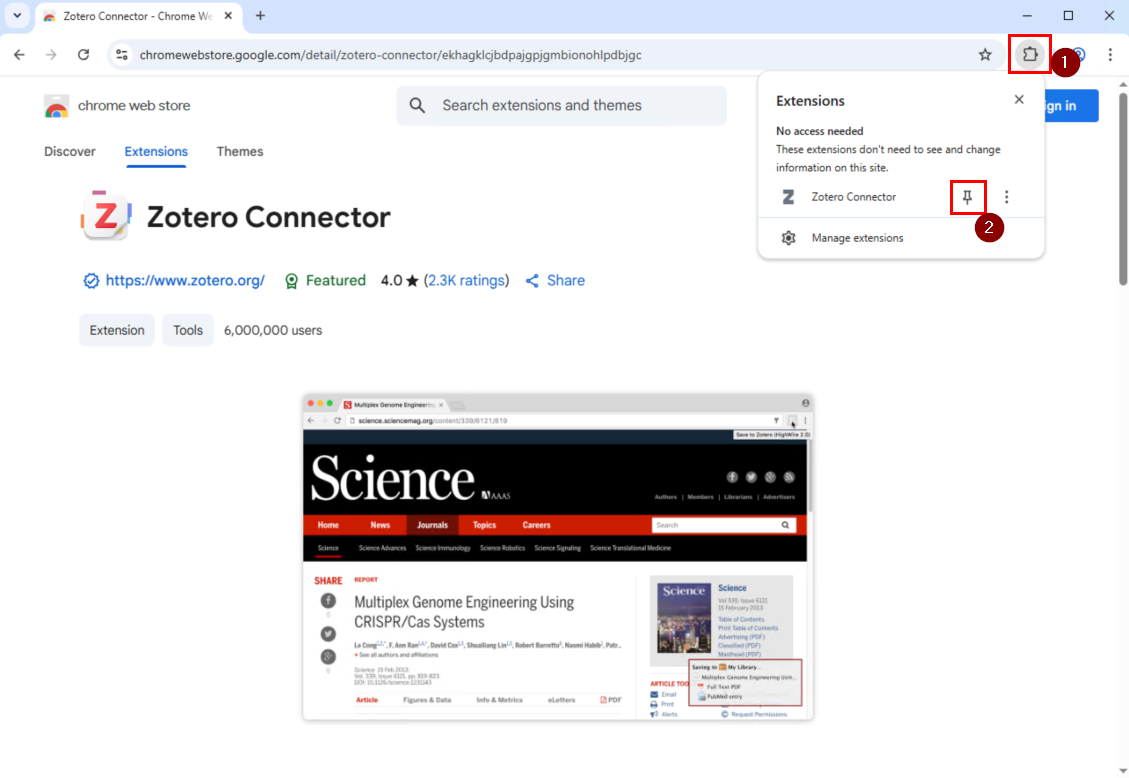 Zotero Connector - Chrome We
chromewebstore.google.com/detail/zotero-connector/ekhagklcjbdpajgpjgmbionohlpdbjgc
1
chrome web store
Search extensions and themes
gn in
Discover
Extensions
Themes
Extensions
No access needed
These extensions don't need to see and change
information on this site.
Z Zotero Connector
2
Manage extensions
Z
Zotero Connector
https://www.zotero.org/
Featured
4.0 ★ (2.3K ratings)
Share
Extension
Tools
6,000,000 users
Multiplex Genome Engineering
science.sciencemag.org/content/339/6121/819
Save to Zotero (HighWire 2.0)
Science
AAAS
Authors | Members | Librarians | Advertisers
Home News Journals Topics Careers
Search
Science Science Advances Science Immunology Science Robotics Science Signaling Science Translational Medicine
SHARE
REPORT
Multiplex Genome Engineering Using
CRISPR/Cas Systems
Le Cong, F. Ann Ran, David Cox, Shuailiang Lin, Robert Barretto, Naomi Habib, Patr..
+ See all authors and affiliations
Science 15 Feb 2013:
Vol. 339, Issue 6121, pp. 819-823
DOI: 10.1126/science.1231143
Article Figures & Data Info & Metrics eLetters PDF
0
0
0
Science
Science
Vol 339, Issue 6121
15 February 2013
Table of Contents
Print Table of Contents
Advertising (PDF)
Classified (PDF)
Masthead (PDF)
ARTICLE TOO
Email
Print
Alerts
Request Permissions
Saving to My Library...
Multiplex Genome Engineering Usin...
Full Text PDF
PubMed entry